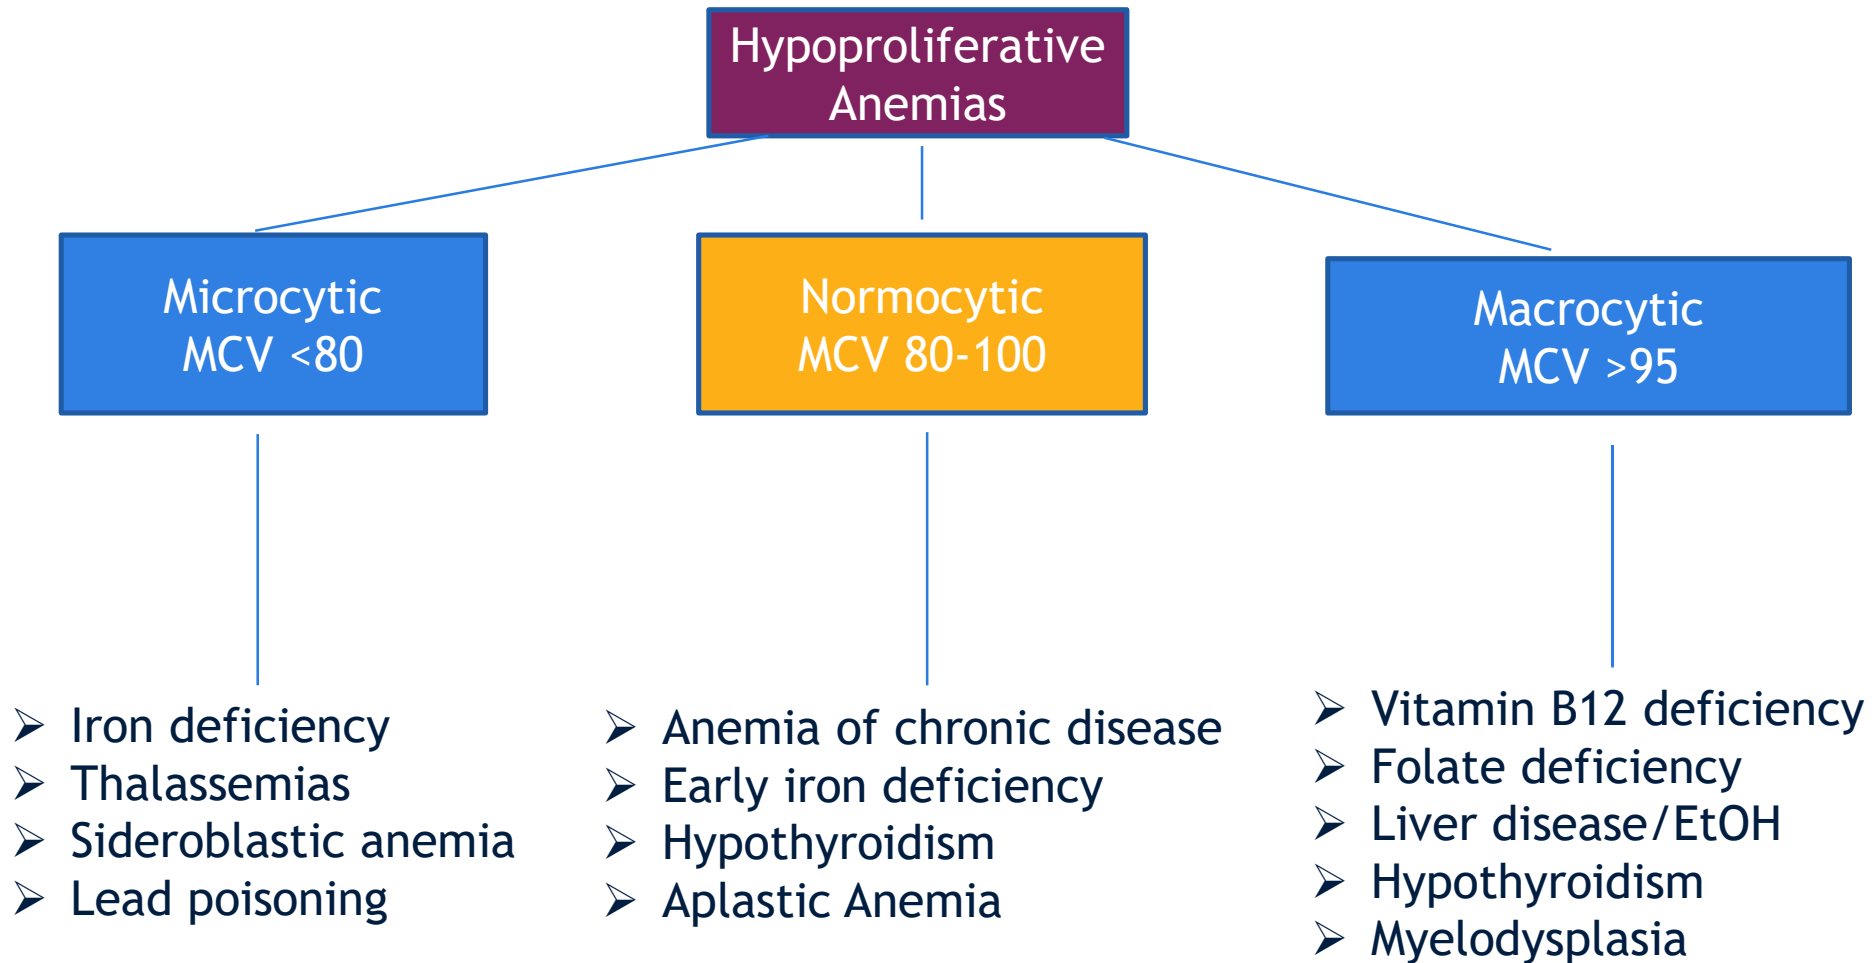 Hypoproliferative
Anemias
Microcytic
MCV <80
Normocytic
MCV 80-100
Macrocytic
MCV >95
➢ Iron deficiency
➢ Thalassemias
➢ Sideroblastic anemia
➢ Lead poisoning
➢ Anemia of chronic disease
➢ Early iron deficiency
➢ Hypothyroidism
➢ Aplastic Anemia
➢ Vitamin B12 deficiency
➢ Folate deficiency
➢ Liver disease/EtOH
➢ Hypothyroidism
➢ Myelodysplasia